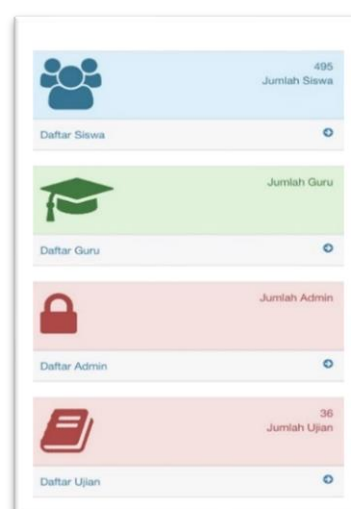 495
Jumlah Siswa
Daftar Siswa
Jumlah Guru
Daftar Guru
Jumlah Admin
Daftar Admin
36
Jumlah Ujian
Daftar Ujian